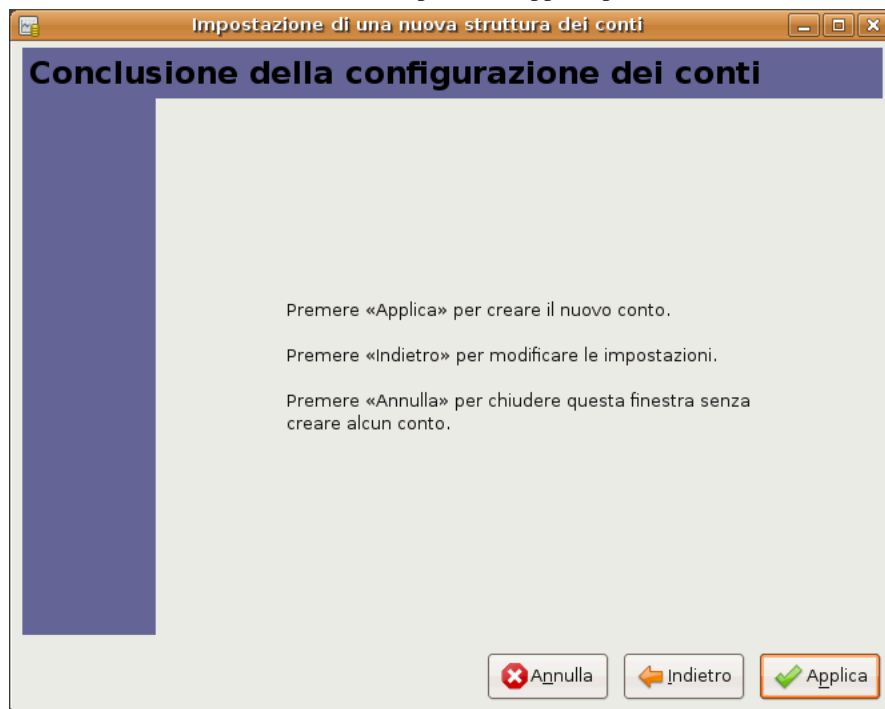 Impostazione di una nuova struttura dei conti
Conclusione della configurazione dei conti
Premere «Applica» per creare il nuovo conto.
Premere «Indietro» per modificare le impostazioni.
Premere «Annulla» per chiudere questa finestra senza
creare alcun conto.
Annulla
Indietro
Applica